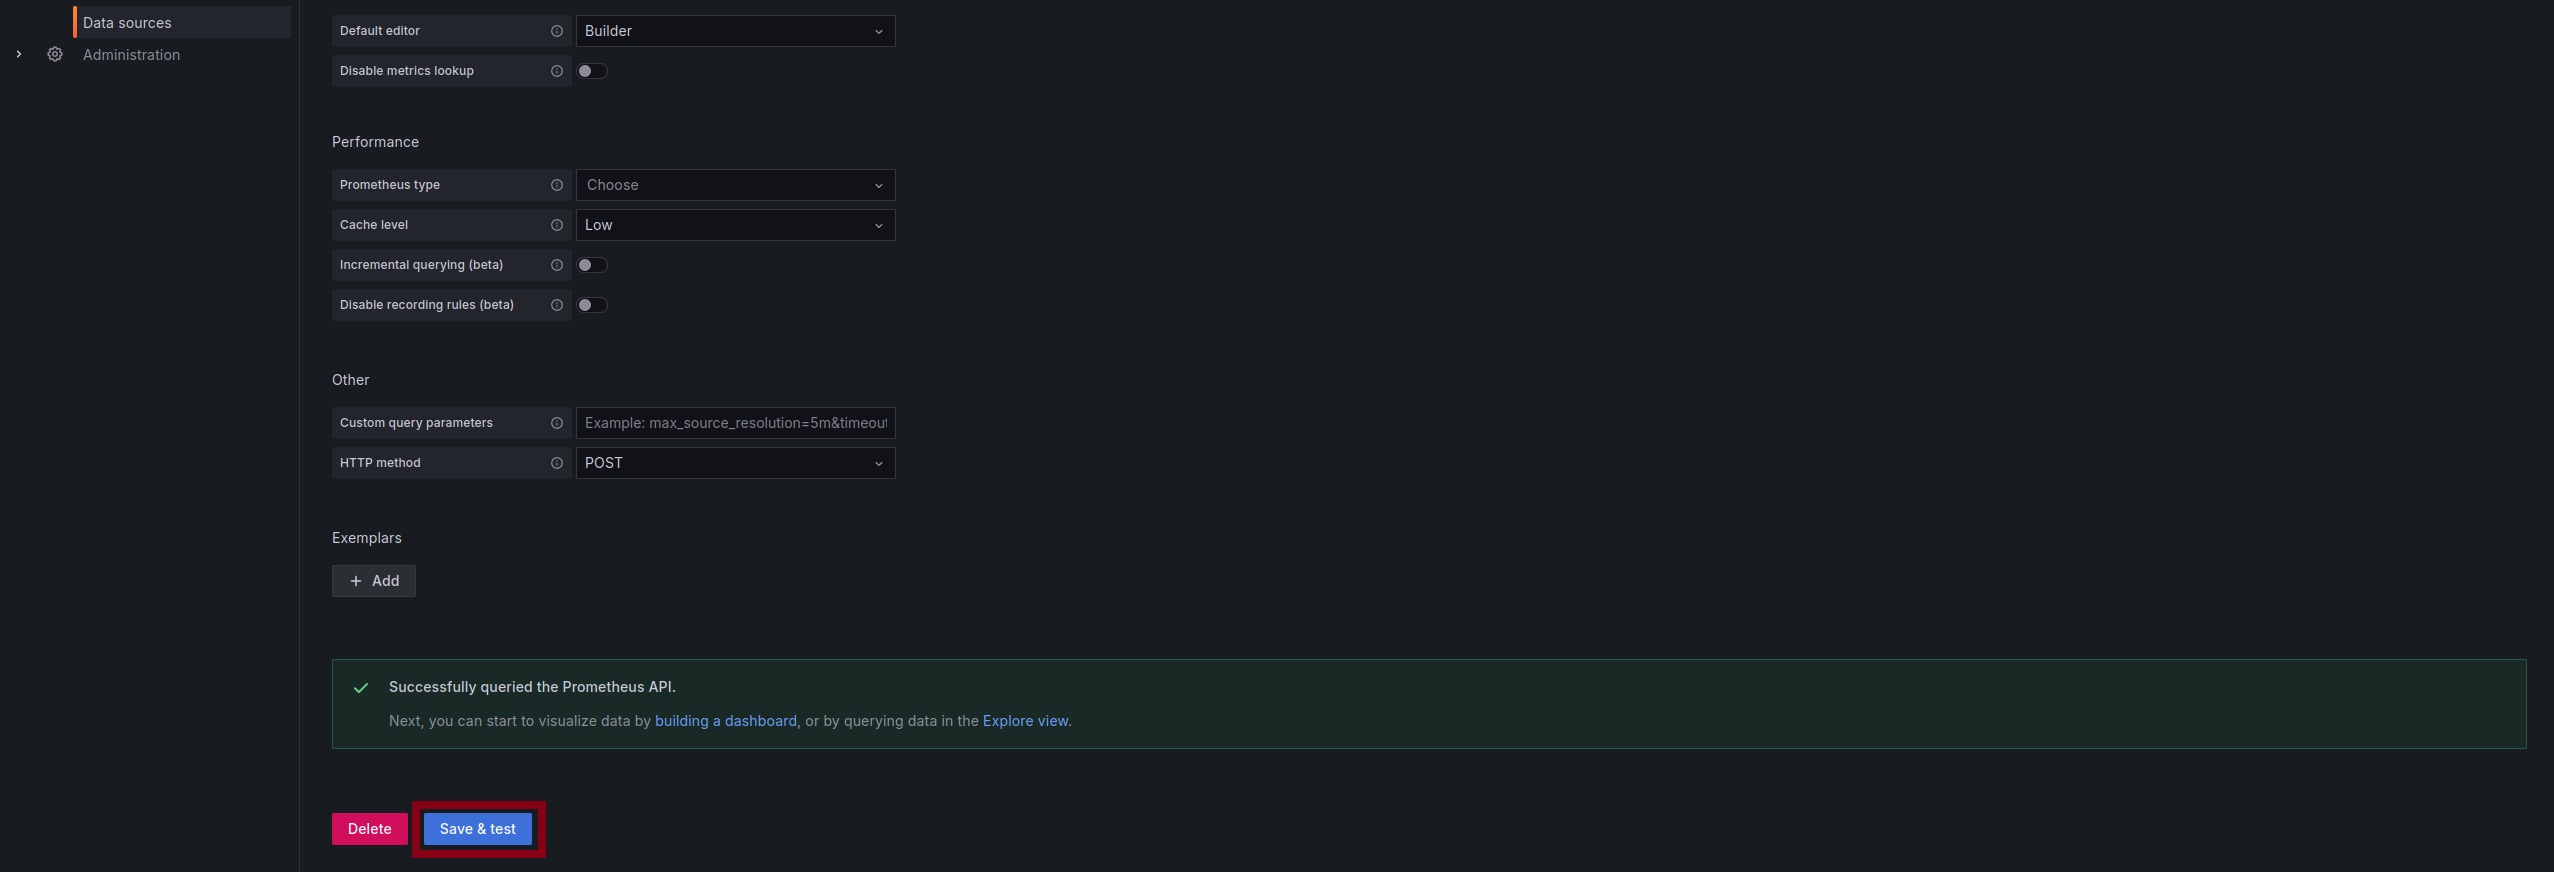 Data sources
Administration
Default editor
Builder
Disable metrics lookup
Performance
Prometheus type
Choose
Cache level
Low
Incremental querying (beta)
Disable recording rules (beta)
Other
Custom query parameters
Example: max_source_resolution=5m&timeout
HTTP method
POST
Exemplars
Add
Successfully queried the Prometheus API.
Next, you can start to visualize data by building a dashboard, or by querying data in the Explore view.
Delete
Save & test